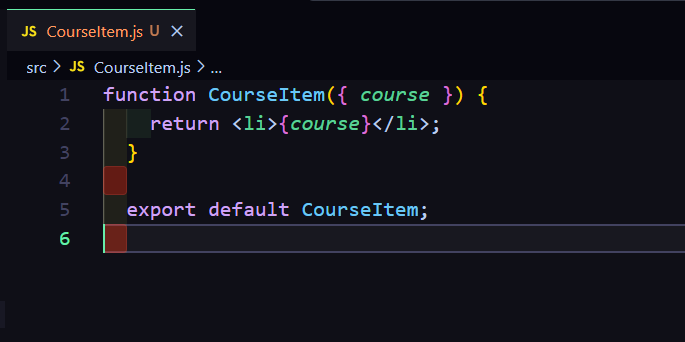 JS CourseItem.js U ×
src > JS CourseItem.js > ...
1 function CourseItem({ course }) {
2     return <li>{course}</li>;
3   }
4
5   export default CourseItem;
6